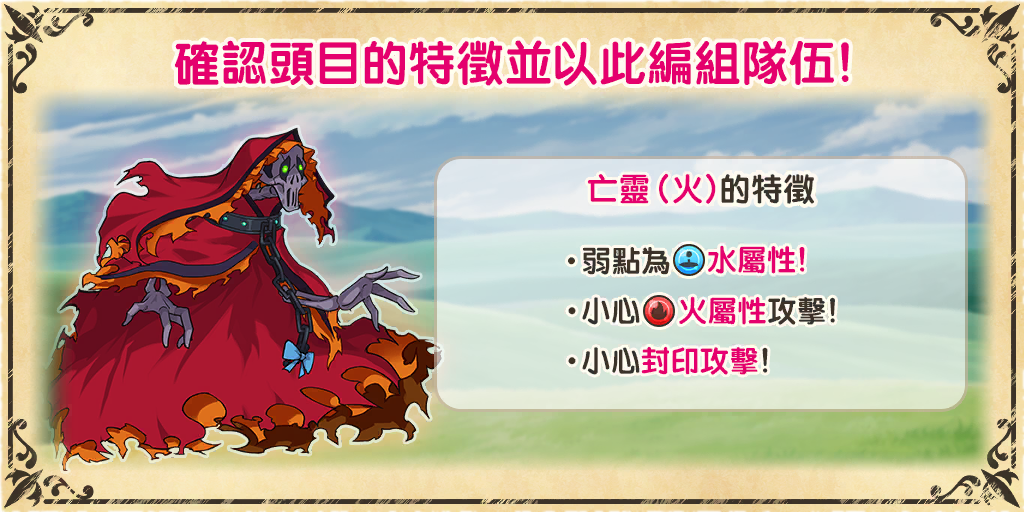 確認頭目的特徵並以此編組隊伍!
亡靈(火)的特徵
・弱點為水屬性!
・小心火屬性攻擊!
・小心封印攻擊!